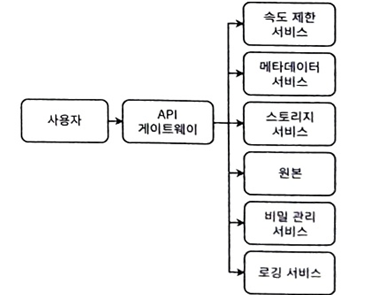 사용자
API
게이트웨이
속도 제한
서비스
메타데이터
서비스
스토리지
서비스
원본
비밀 관리
서비스
로깅 서비스